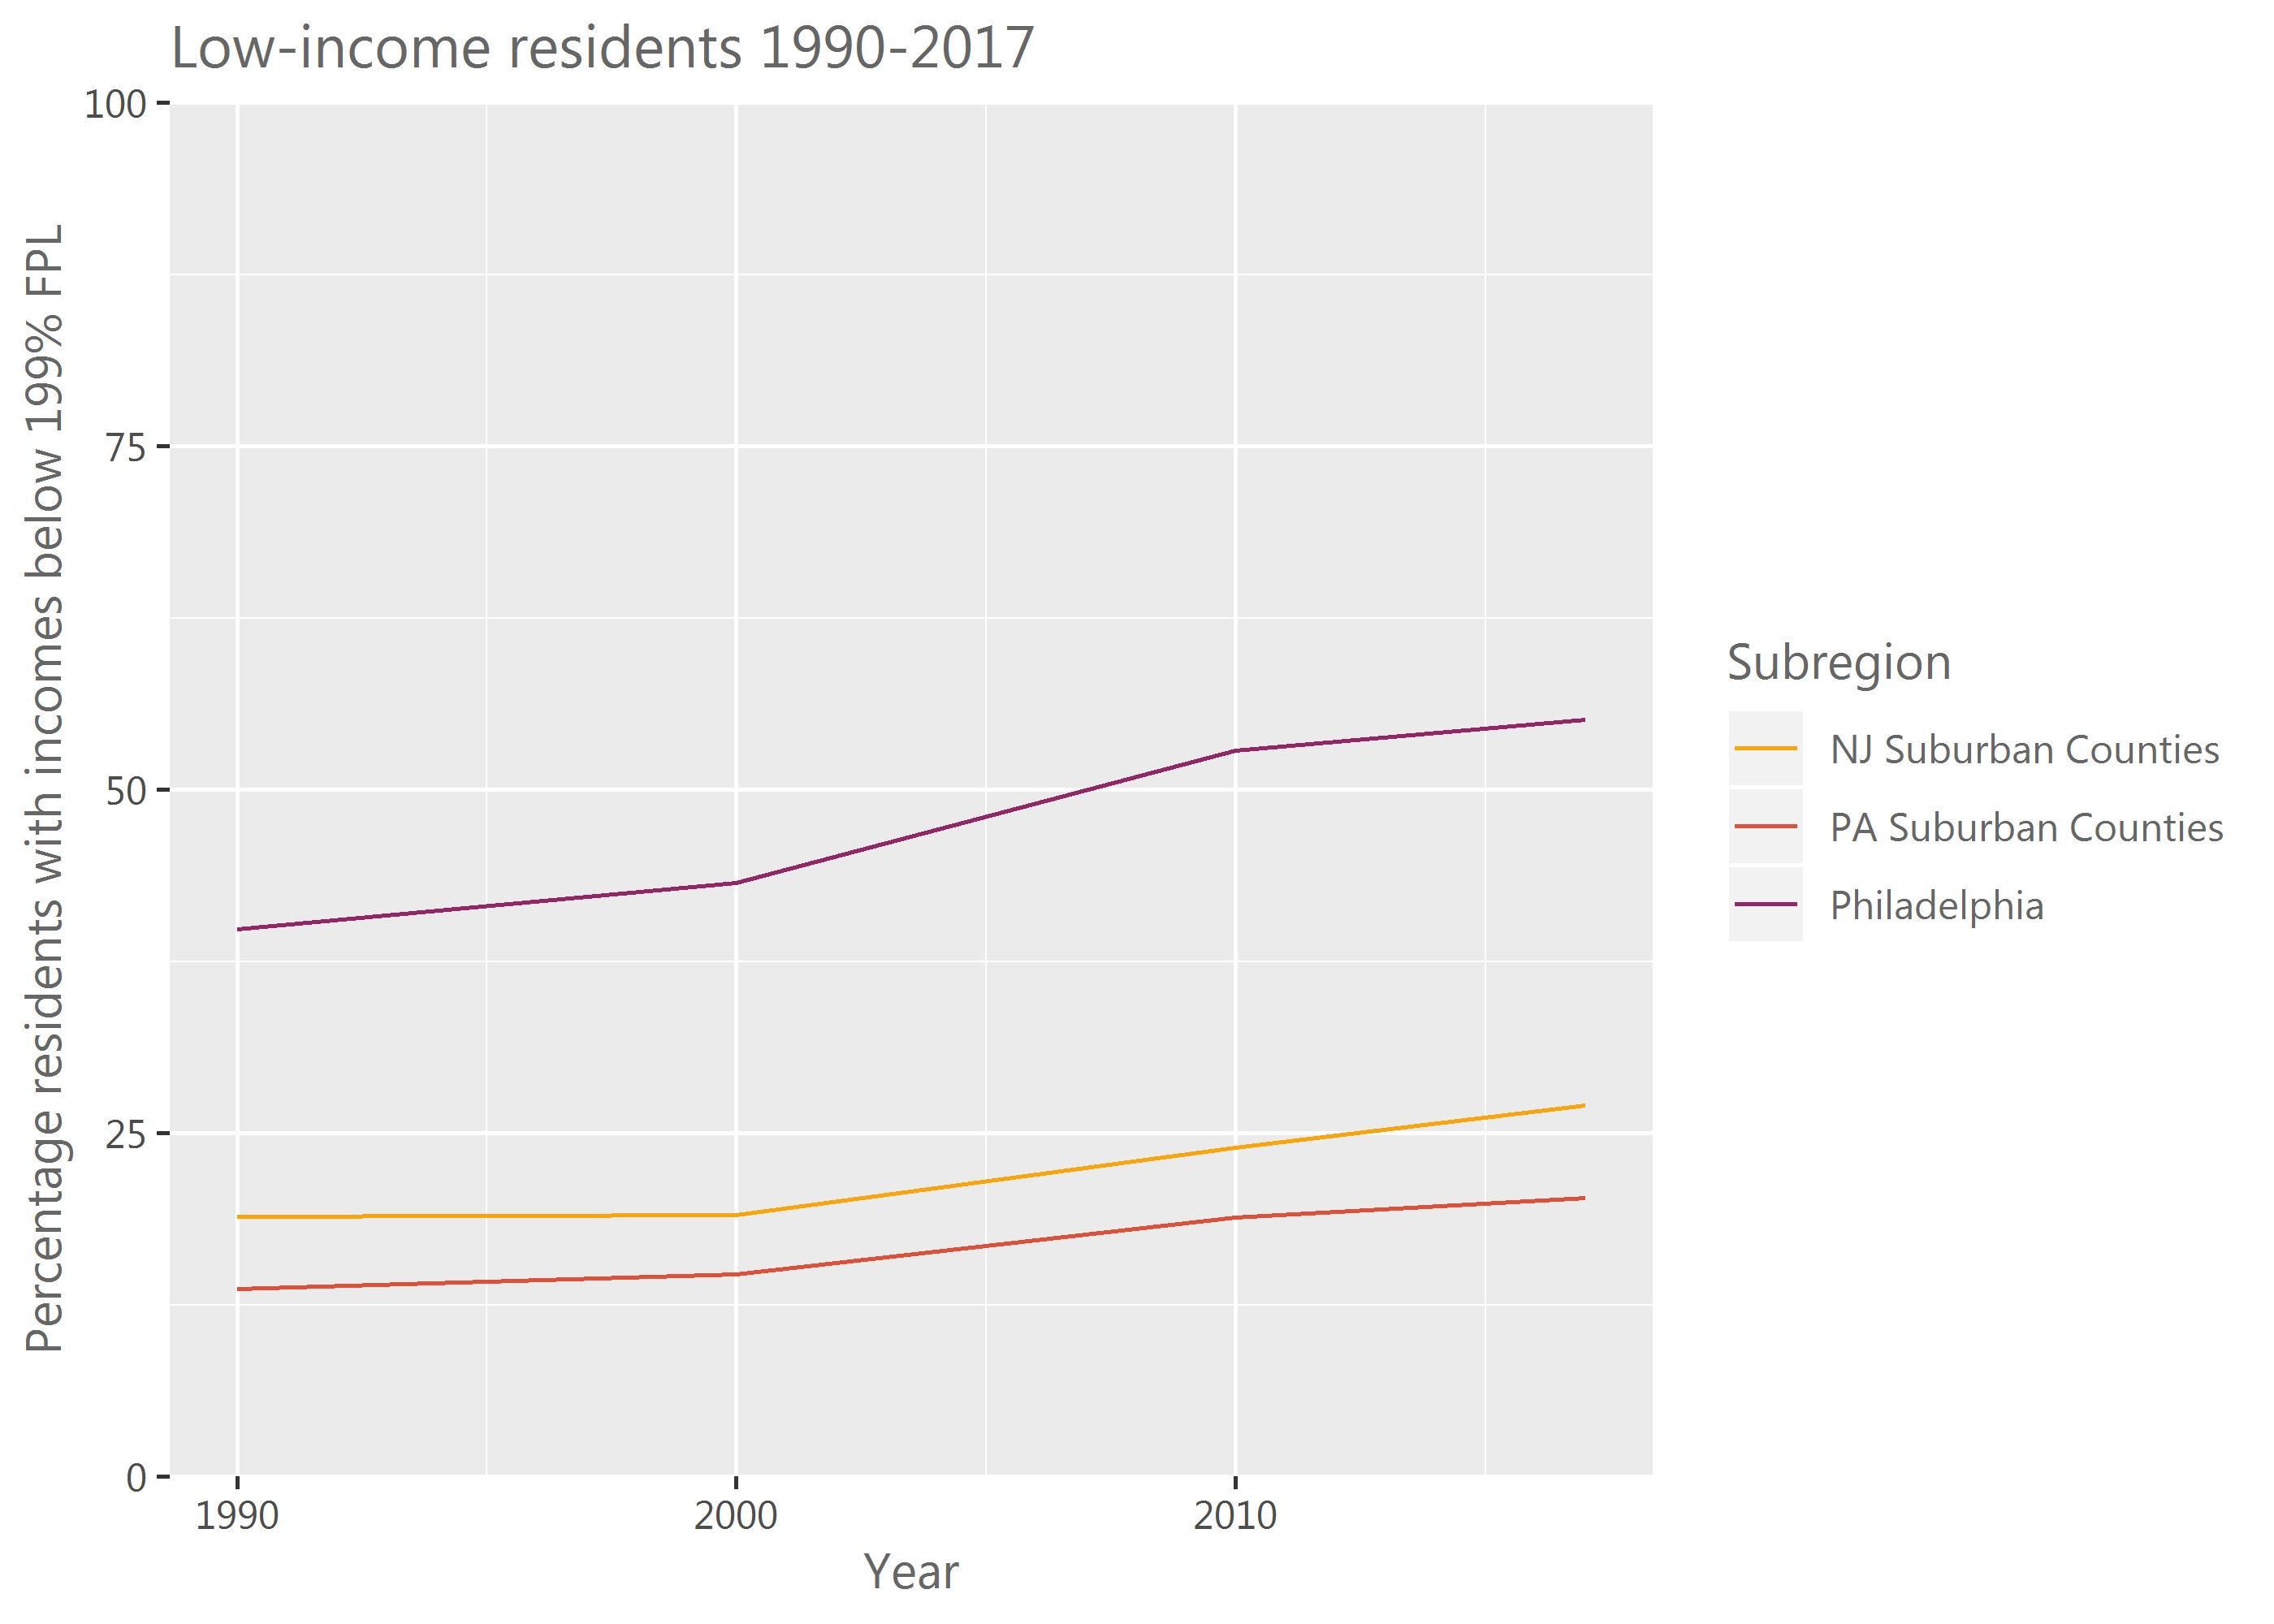 Low-income residents 1990-2017
Percentage residents with incomes below 199% FPL
100
75
50
25
0
1990 2000 2010
Year
Subregion
NJ Suburban Counties
PA Suburban Counties
Philadelphia